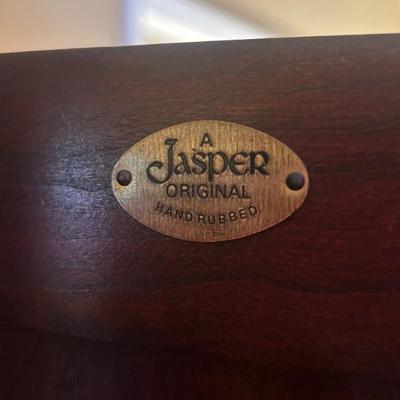 A
JASPER
ORIGINAL
HAND RUBBED